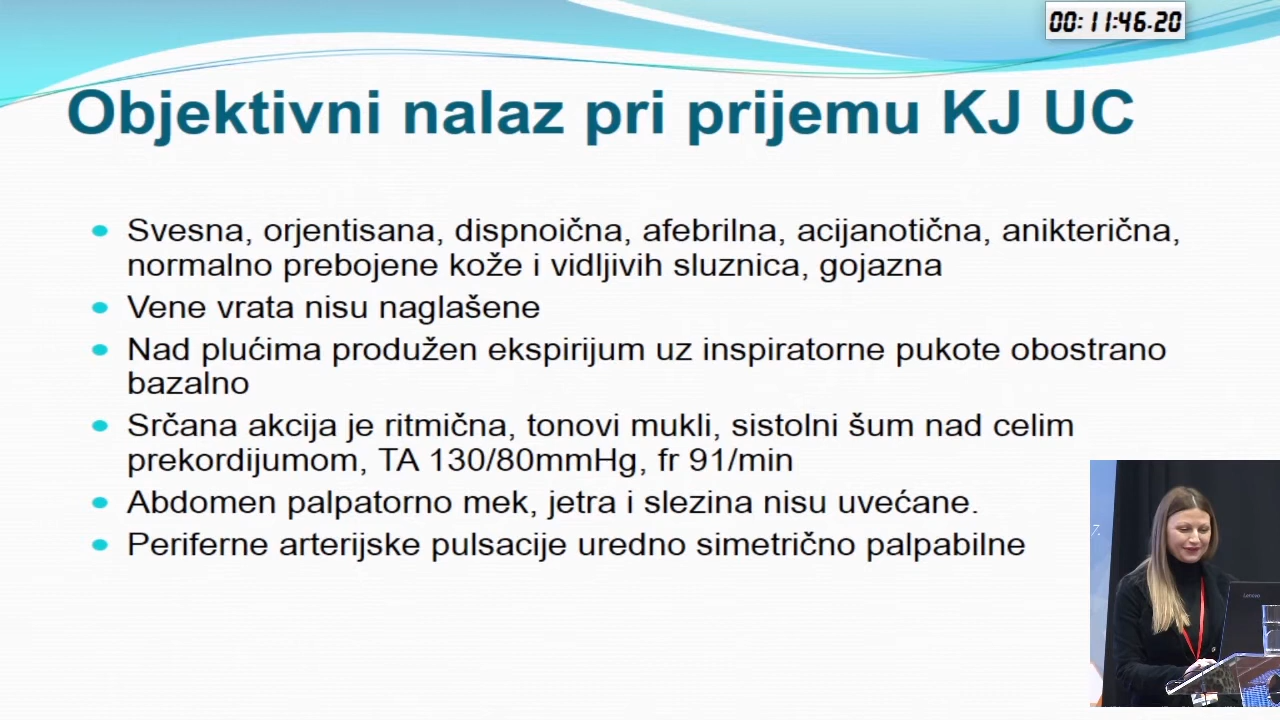 00:11:46.20
Objektivni nalaz pri prijemu KJ UC
Svesna, orjentisana, dispnoična, afebrilna, acijanotična, anikterična,
normalno prebojene kože i vidljivih sluznica, gojazna
Vene vrata nisu naglašene
Nad plućima produžen ekspirijum uz inspiratorne pukote obostrano
bazalno
Srčana akcija je ritmična, tonovi mukli, sistolni šum nad celim
prekordijumom, TA 130/80mmHg, fr 91/min
Abdomen palpatorno mek, jetra i slezina nisu uvećane.
Periferne arterijske pulsacije uredno simetrično palpabilne
7.
Lenovo